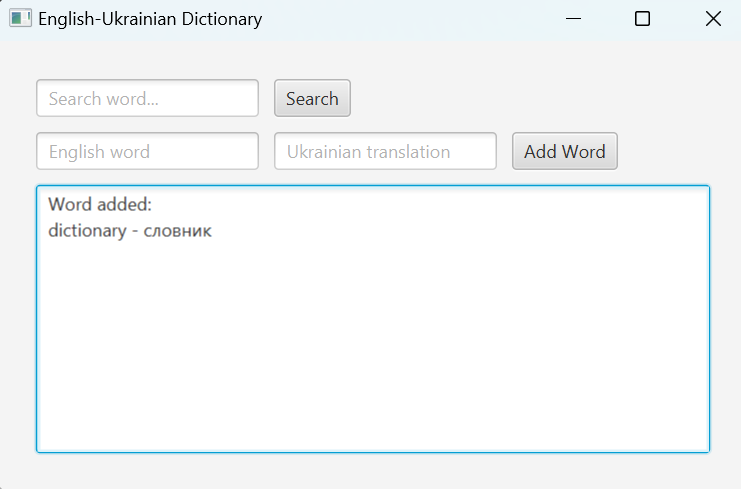 English-Ukrainian Dictionary
Search word...
Search
English word
Ukrainian translation
Add Word
Word added:
dictionary - словник